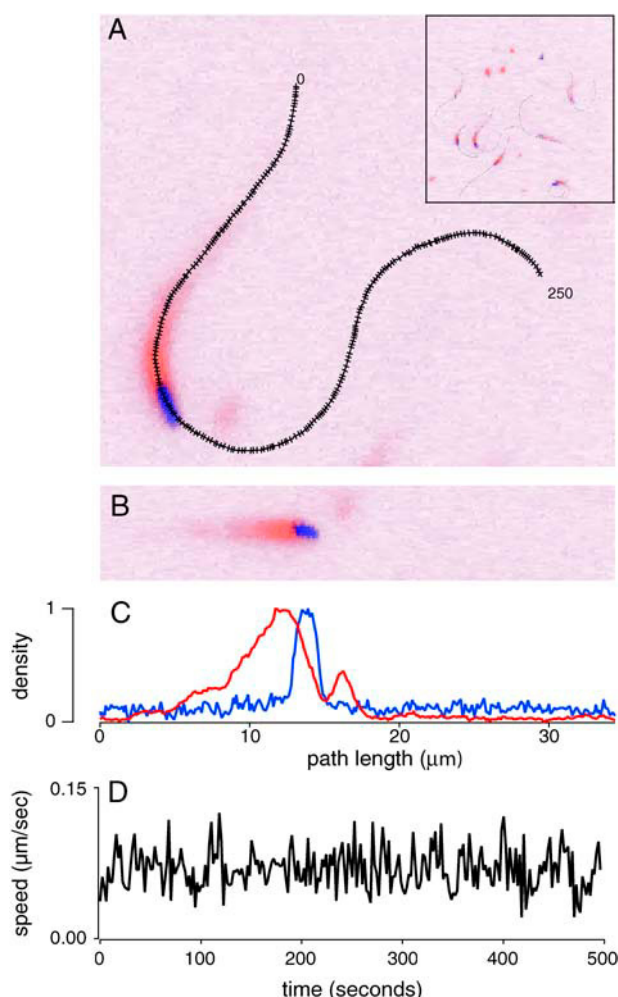 A
0
250
B
C
1
density
0
0 10 20 30
path length (μm)
D
0.15
speed (μm/sec)
0.00
0 100 200 300 400 500
time (seconds)